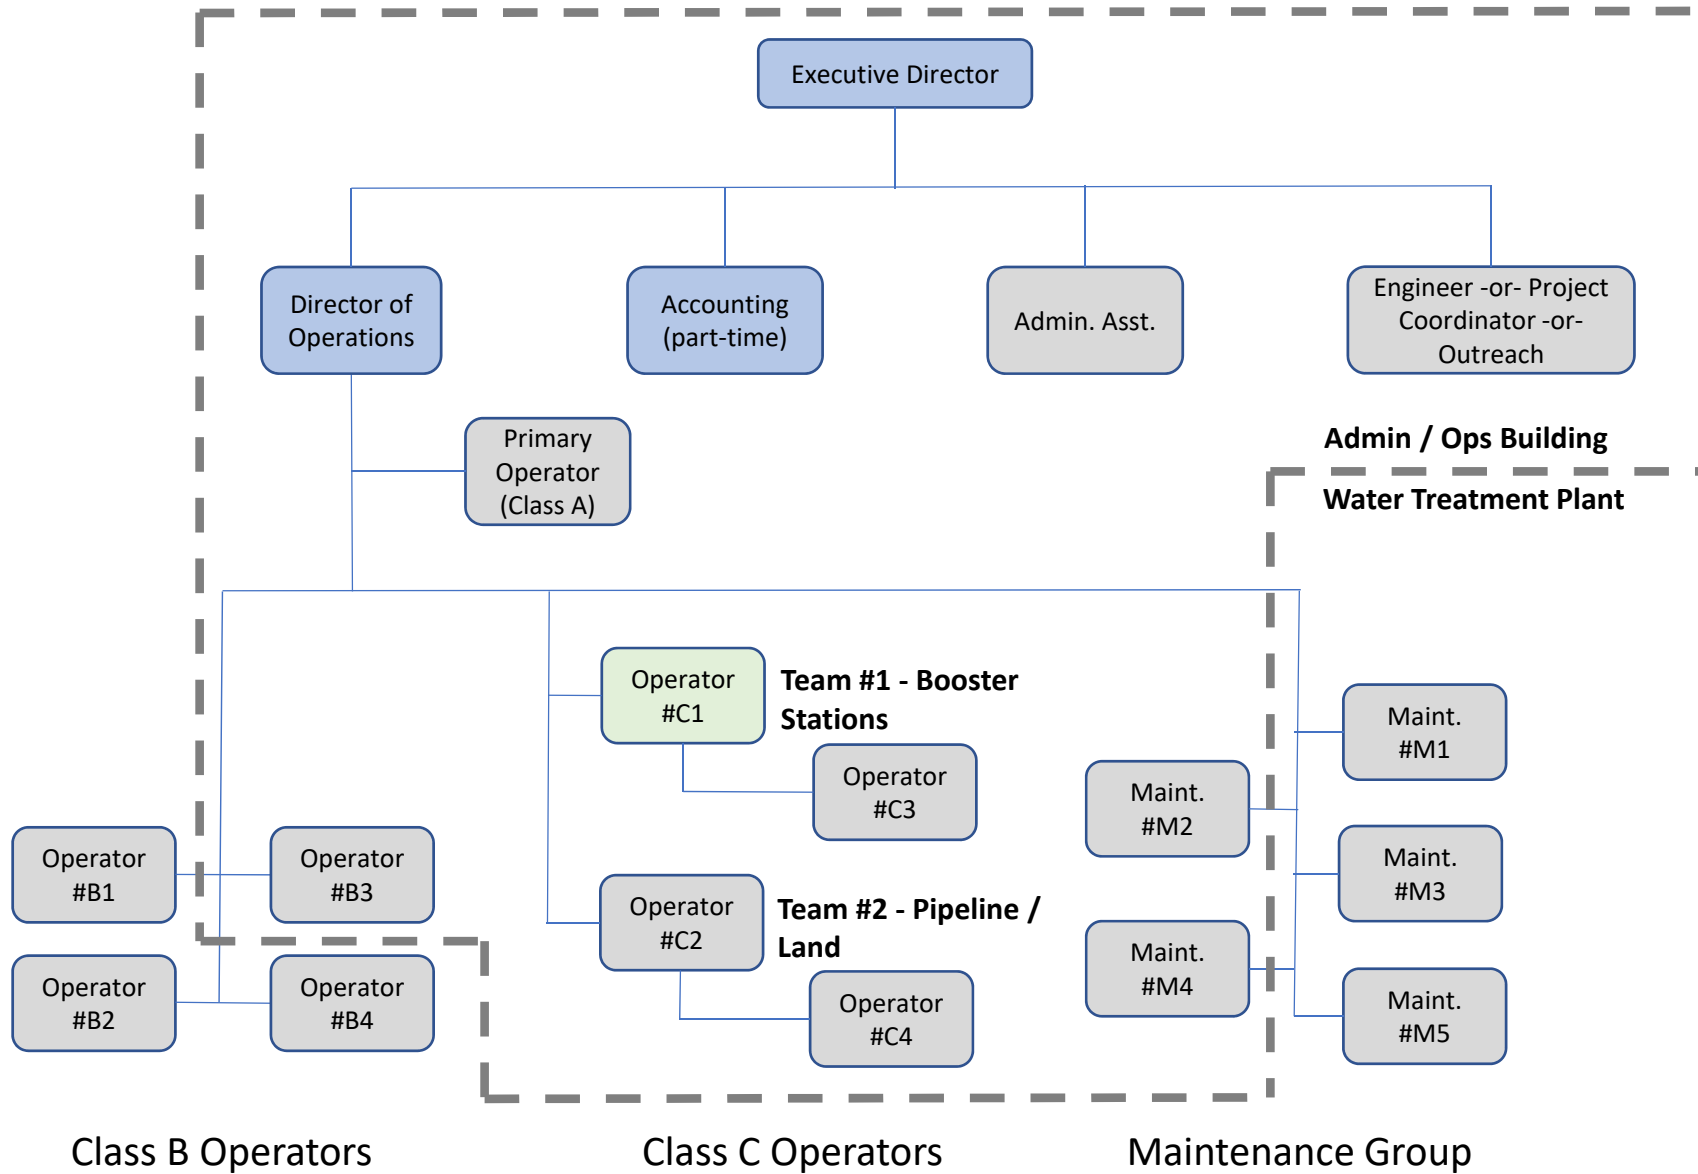 Executive Director
Director of
Operations
Accounting
(part-time)
Admin. Asst.
Engineer -or- Project
Coordinator -or-
Outreach
Primary
Operator
(Class A)
Admin / Ops Building
Water Treatment Plant
Operator
#C1
Team #1 - Booster
Stations
Operator
#C3
Operator
#C2
Team #2 - Pipeline /
Land
Operator
#C4
Maint.
#M1
Maint.
#M2
Maint.
#M3
Maint.
#M4
Maint.
#M5
Operator
#B1
Operator
#B3
Operator
#B2
Operator
#B4
Class B Operators
Class C Operators
Maintenance Group